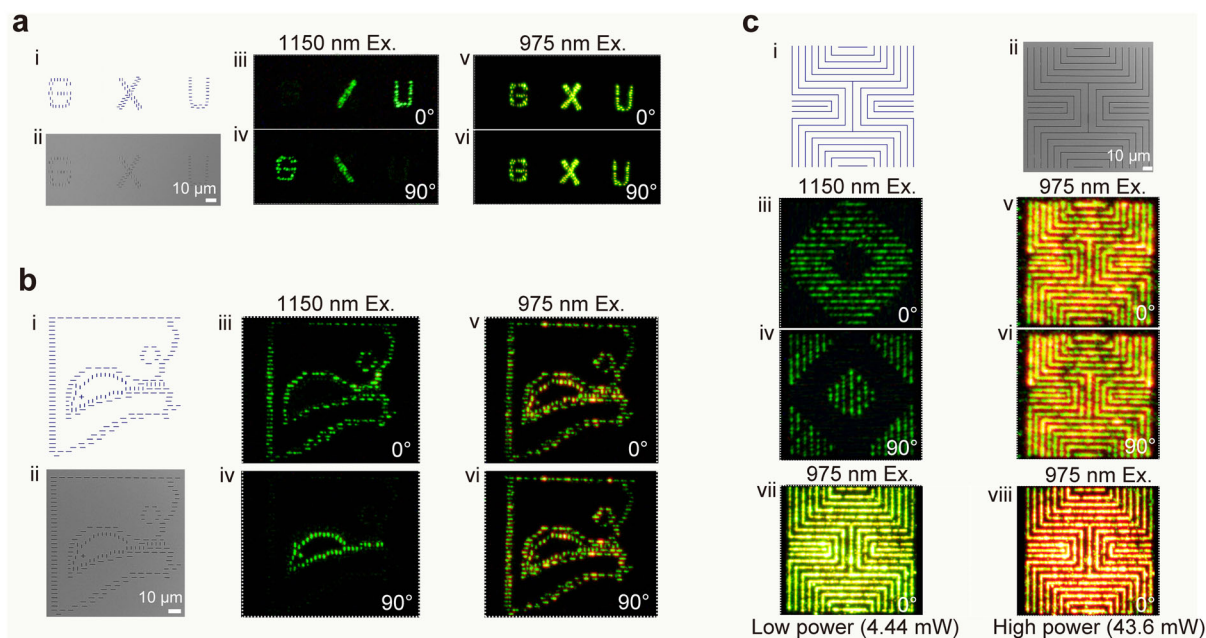 a
1150 nm Ex.
975 nm Ex.
i
G X U
ii
G X U
10 μm
iii
/ U
0°
iv
G \
90°
v
G X U
0°
vi
G X U
90°
b
1150 nm Ex.
975 nm Ex.
i
ii
10 μm
iii
0°
iv
90°
v
0°
vi
90°
c
i
ii
10 μm
1150 nm Ex.
975 nm Ex.
iii
0°
iv
90°
v
0°
vi
90°
975 nm Ex.
975 nm Ex.
vii
0°
viii
0°
Low power (4.44 mW)
High power (43.6 mW)